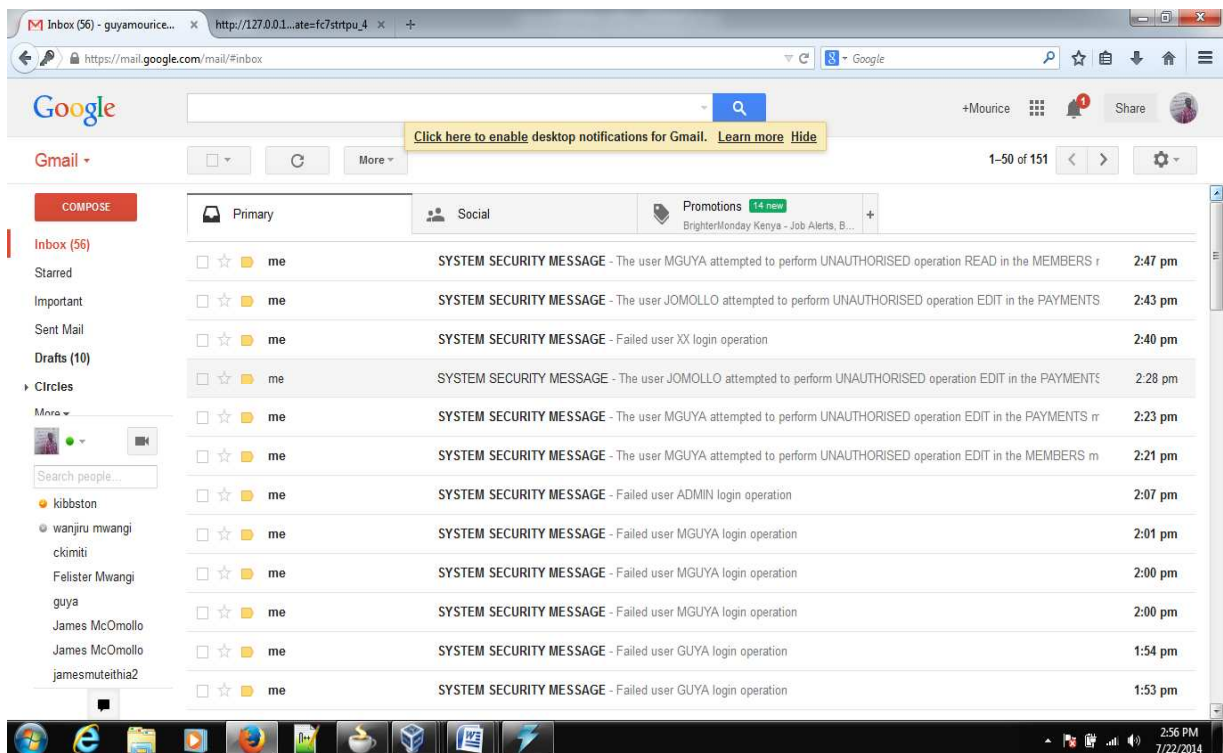 Inbox (56) - guyamourice... × http://127.0.0.1...ate=fc7strtpu_4 × +
https://mail.google.com/mail/#inbox Google
Google +Mourice 1 Share
Click here to enable desktop notifications for Gmail. Learn more Hide
Gmail More 1–50 of 151
COMPOSE
Primary Social Promotions 14 new +
BrighterMonday Kenya - Job Alerts, B...
Inbox (56)
Starred
Important
Sent Mail
Drafts (10)
Circles
More
Search people...
kibbston
wanjiru mwangi
ckimiti
Felister Mwangi
guya
James McOmollo
James McOmollo
jamesmuteithia2
me SYSTEM SECURITY MESSAGE - The user MGUYA attempted to perform UNAUTHORISED operation READ in the MEMBERS r 2:47 pm
me SYSTEM SECURITY MESSAGE - The user JOMOLLO attempted to perform UNAUTHORISED operation EDIT in the PAYMENTS 2:43 pm
me SYSTEM SECURITY MESSAGE - Failed user XX login operation 2:40 pm
me SYSTEM SECURITY MESSAGE - The user JOMOLLO attempted to perform UNAUTHORISED operation EDIT in the PAYMENTS 2:28 pm
me SYSTEM SECURITY MESSAGE - The user MGUYA attempted to perform UNAUTHORISED operation EDIT in the PAYMENTS m 2:23 pm
me SYSTEM SECURITY MESSAGE - The user MGUYA attempted to perform UNAUTHORISED operation EDIT in the MEMBERS m 2:21 pm
me SYSTEM SECURITY MESSAGE - Failed user ADMIN login operation 2:07 pm
me SYSTEM SECURITY MESSAGE - Failed user MGUYA login operation 2:01 pm
me SYSTEM SECURITY MESSAGE - Failed user MGUYA login operation 2:00 pm
me SYSTEM SECURITY MESSAGE - Failed user MGUYA login operation 2:00 pm
me SYSTEM SECURITY MESSAGE - Failed user GUYA login operation 1:54 pm
me SYSTEM SECURITY MESSAGE - Failed user GUYA login operation 1:53 pm
2:56 PM
7/22/2014